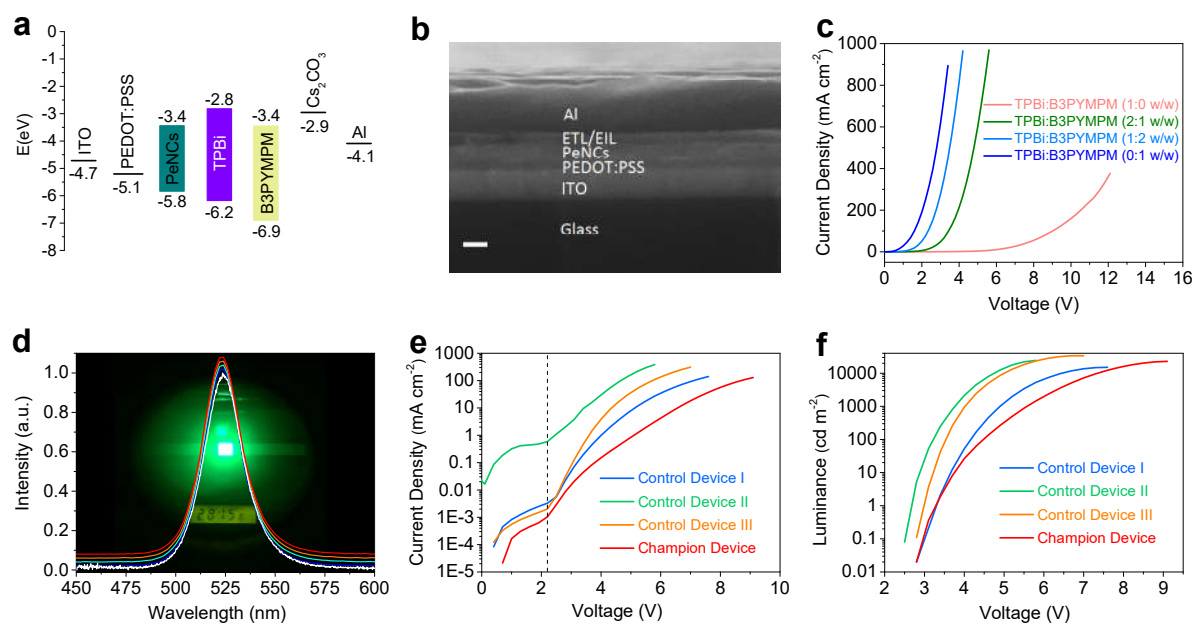 a
0
-1
-2
-3
-4
-5
-6
-7
-8
E(eV)
ITO
-4.7
PEDOT:PSS
-5.1
-3.4
PeNCs
-5.8
-2.8
TPBi
-6.2
-3.4
B3PYMPM
-6.9
Cs2CO3
-2.9
Al
-4.1
b
Al
ETL/EIL
PeNCs
PEDOT:PSS
ITO
Glass
c
1000
800
600
400
200
0
Current Density (mA cm-2)
TPBi:B3PYMPM (1:0 w/w)
TPBi:B3PYMPM (2:1 w/w)
TPBi:B3PYMPM (1:2 w/w)
TPBi:B3PYMPM (0:1 w/w)
0 2 4 6 8 10 12 14 16
Voltage (V)
d
1.0
0.8
0.6
0.4
0.2
0.0
Intensity (a.u.)
450 475 500 525 550 575 600
Wavelength (nm)
e
1000
100
10
1
0.1
0.01
1E-3
1E-4
1E-5
Current Density (mA cm-2)
Control Device I
Control Device II
Control Device III
Champion Device
0 2 4 6 8 10
Voltage (V)
f
10000
1000
100
10
1
0.1
0.01
Luminance (cd m-2)
Control Device I
Control Device II
Control Device III
Champion Device
2 3 4 5 6 7 8 9 10
Voltage (V)